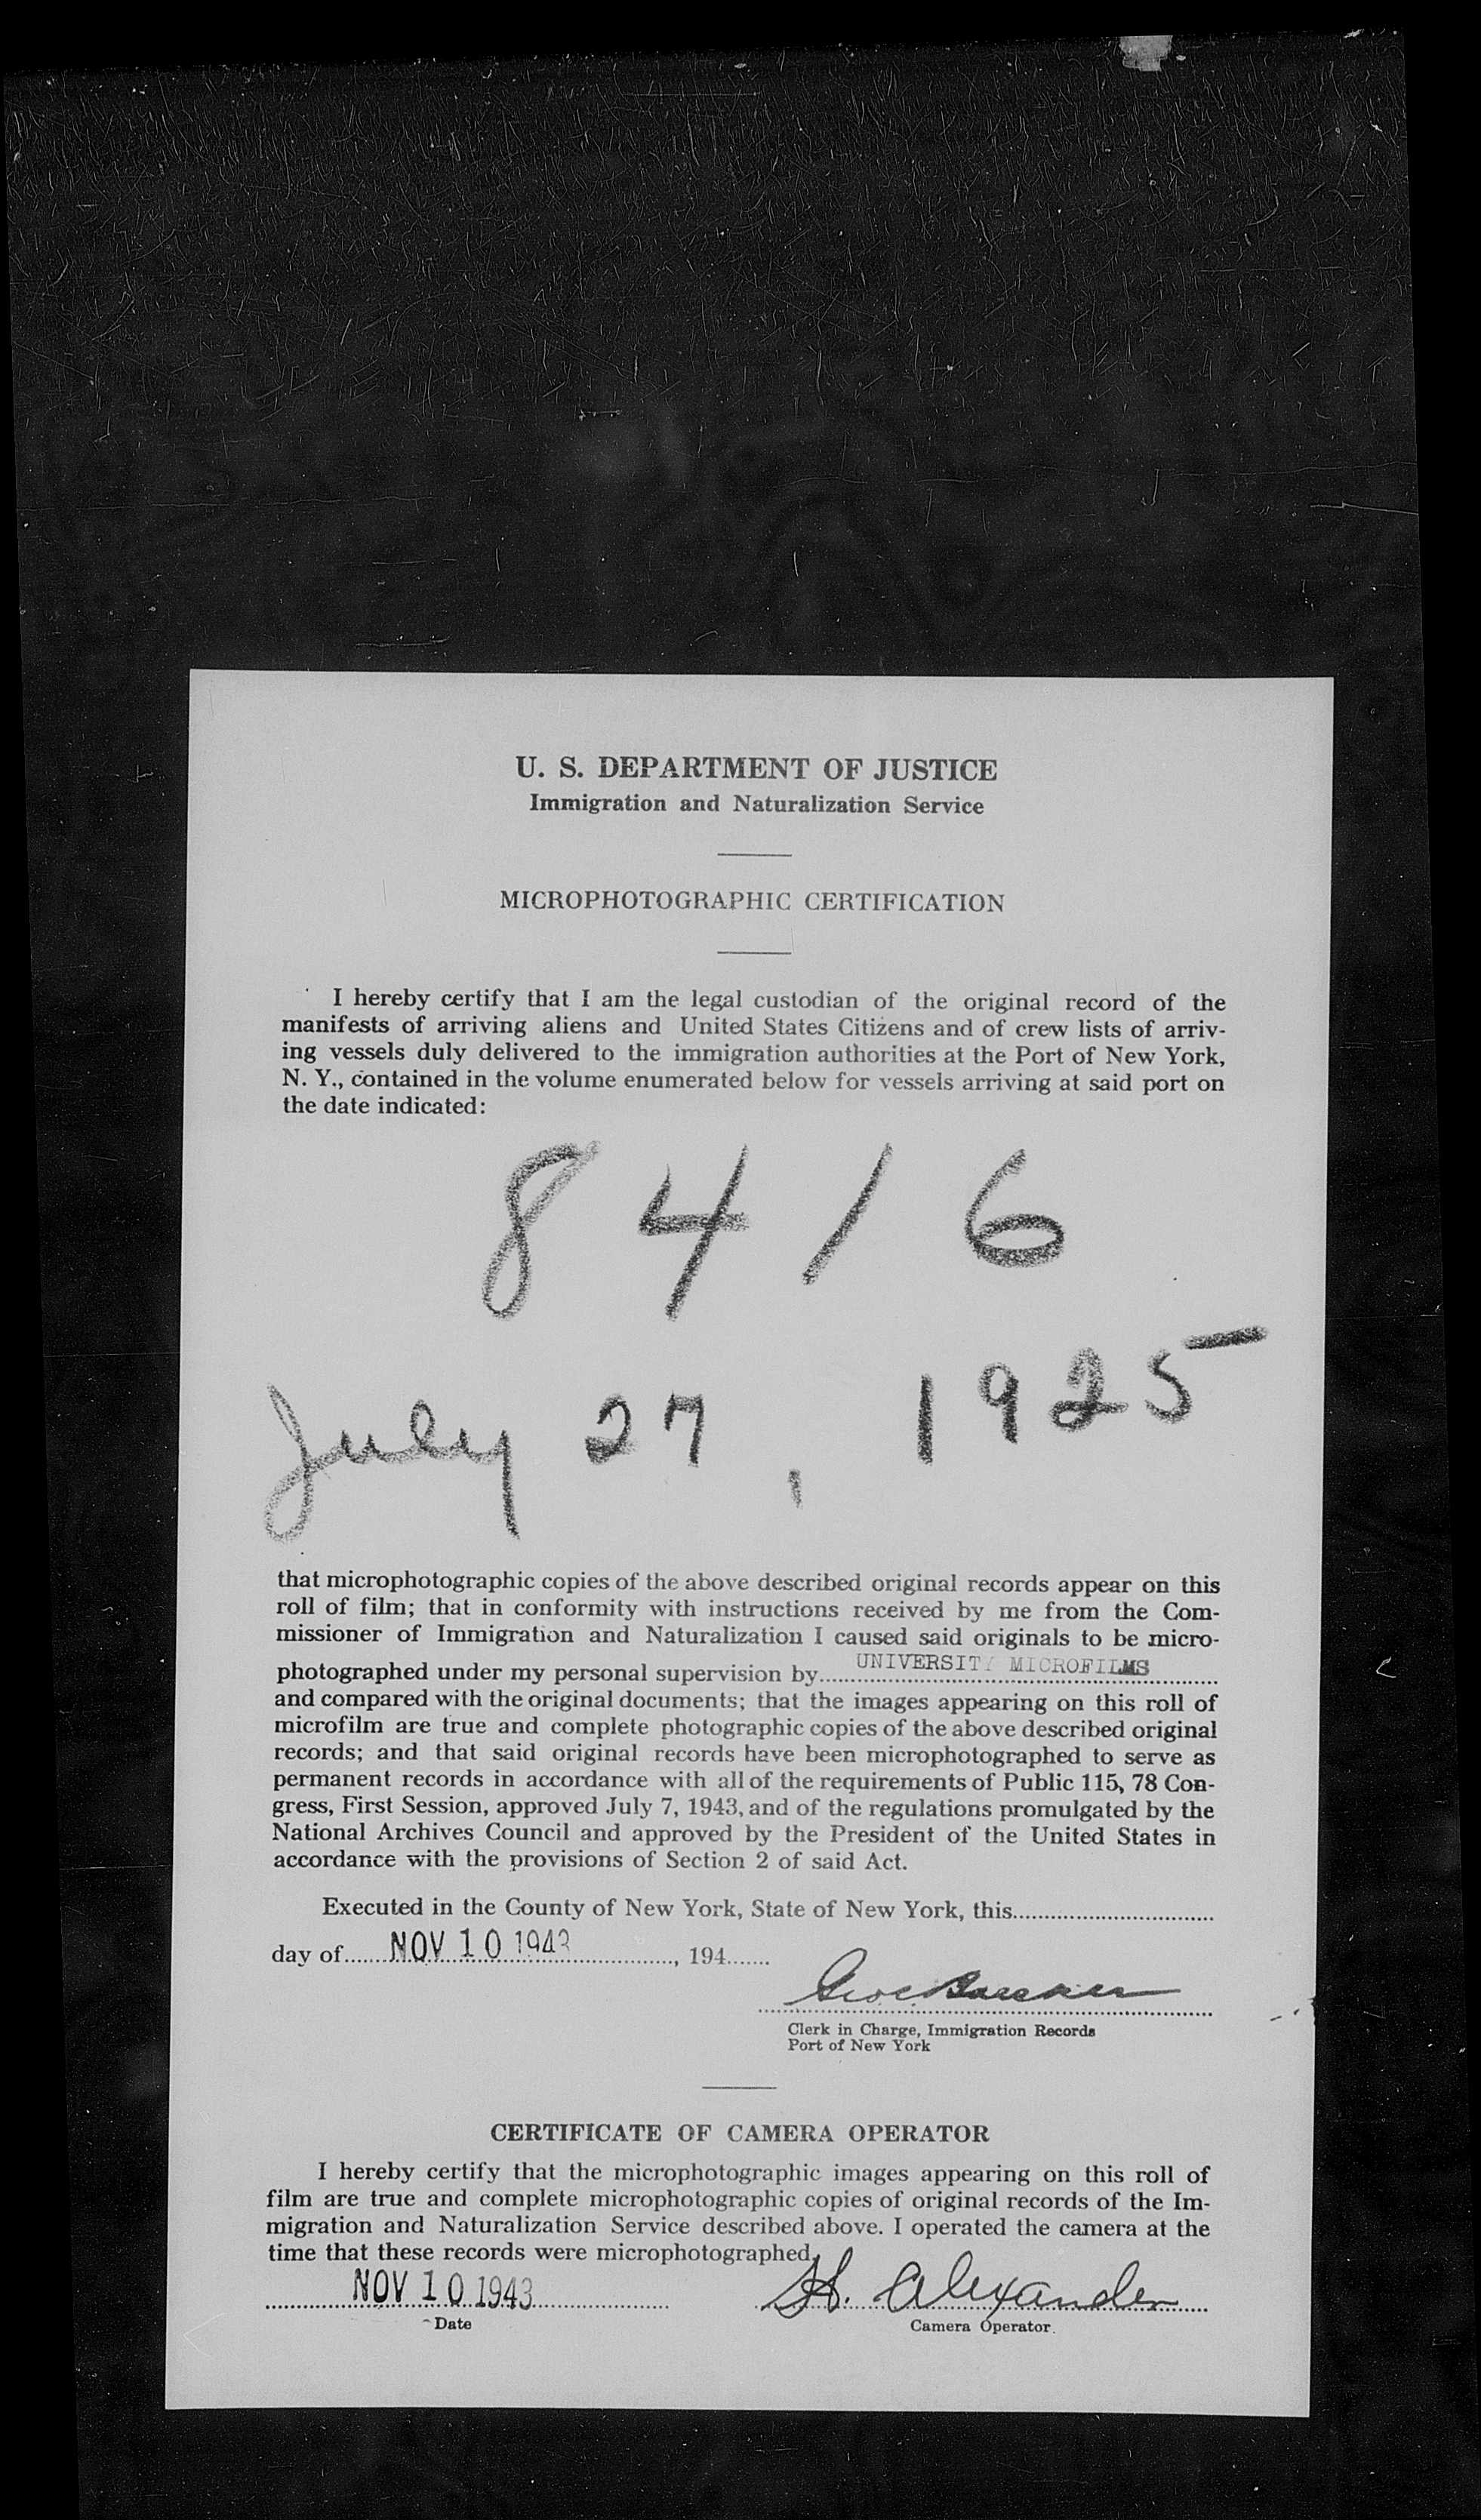 U. S. DEPARTMENT OF JUSTICE
Immigration and Naturalization Service
MICROPHOTOGRAPHIC CERTIFICATION
I hereby certify that I am the legal custodian of the original record of the
manifests of arriving aliens and United States Citizens and of crew lists of arriv-
ing vessels duly delivered to the immigration authorities at the Port of New York,
N. Y., contained in the volume enumerated below for vessels arriving at said port on
the date indicated:
8416
July 27, 1925
that microphotographic copies of the above described original records appear on this
roll of film; that in conformity with instructions received by me from the Com-
missioner of Immigration and Naturalization I caused said originals to be micro-
photographed under my personal supervision by UNIVERSITY MICROFILMS
and compared with the original documents; that the images appearing on this roll of
microfilm are true and complete photographic copies of the above described original
records; and that said original records have been microphotographed to serve as
permanent records in accordance with all of the requirements of Public 115, 78 Con-
gress, First Session, approved July 7, 1943, and of the regulations promulgated by the
National Archives Council and approved by the President of the United States in
accordance with the provisions of Section 2 of said Act.
Executed in the County of New York, State of New York, this
day of NOV 10 1943, 194
Clerk in Charge, Immigration Records
Port of New York
CERTIFICATE OF CAMERA OPERATOR
I hereby certify that the microphotographic images appearing on this roll of
film are true and complete microphotographic copies of original records of the Im-
migration and Naturalization Service described above. I operated the camera at the
time that these records were microphotographed.
NOV 10 1943 H. Alexander
Date Camera Operator.